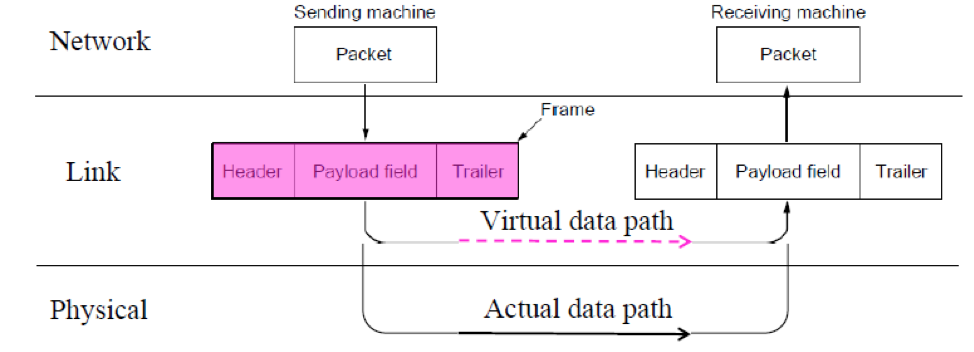 Sending machine
Receiving machine
Network
Packet
Packet
Frame
Link
Header
Payload field
Trailer
Header
Payload field
Trailer
Virtual data path
Physical
Actual data path